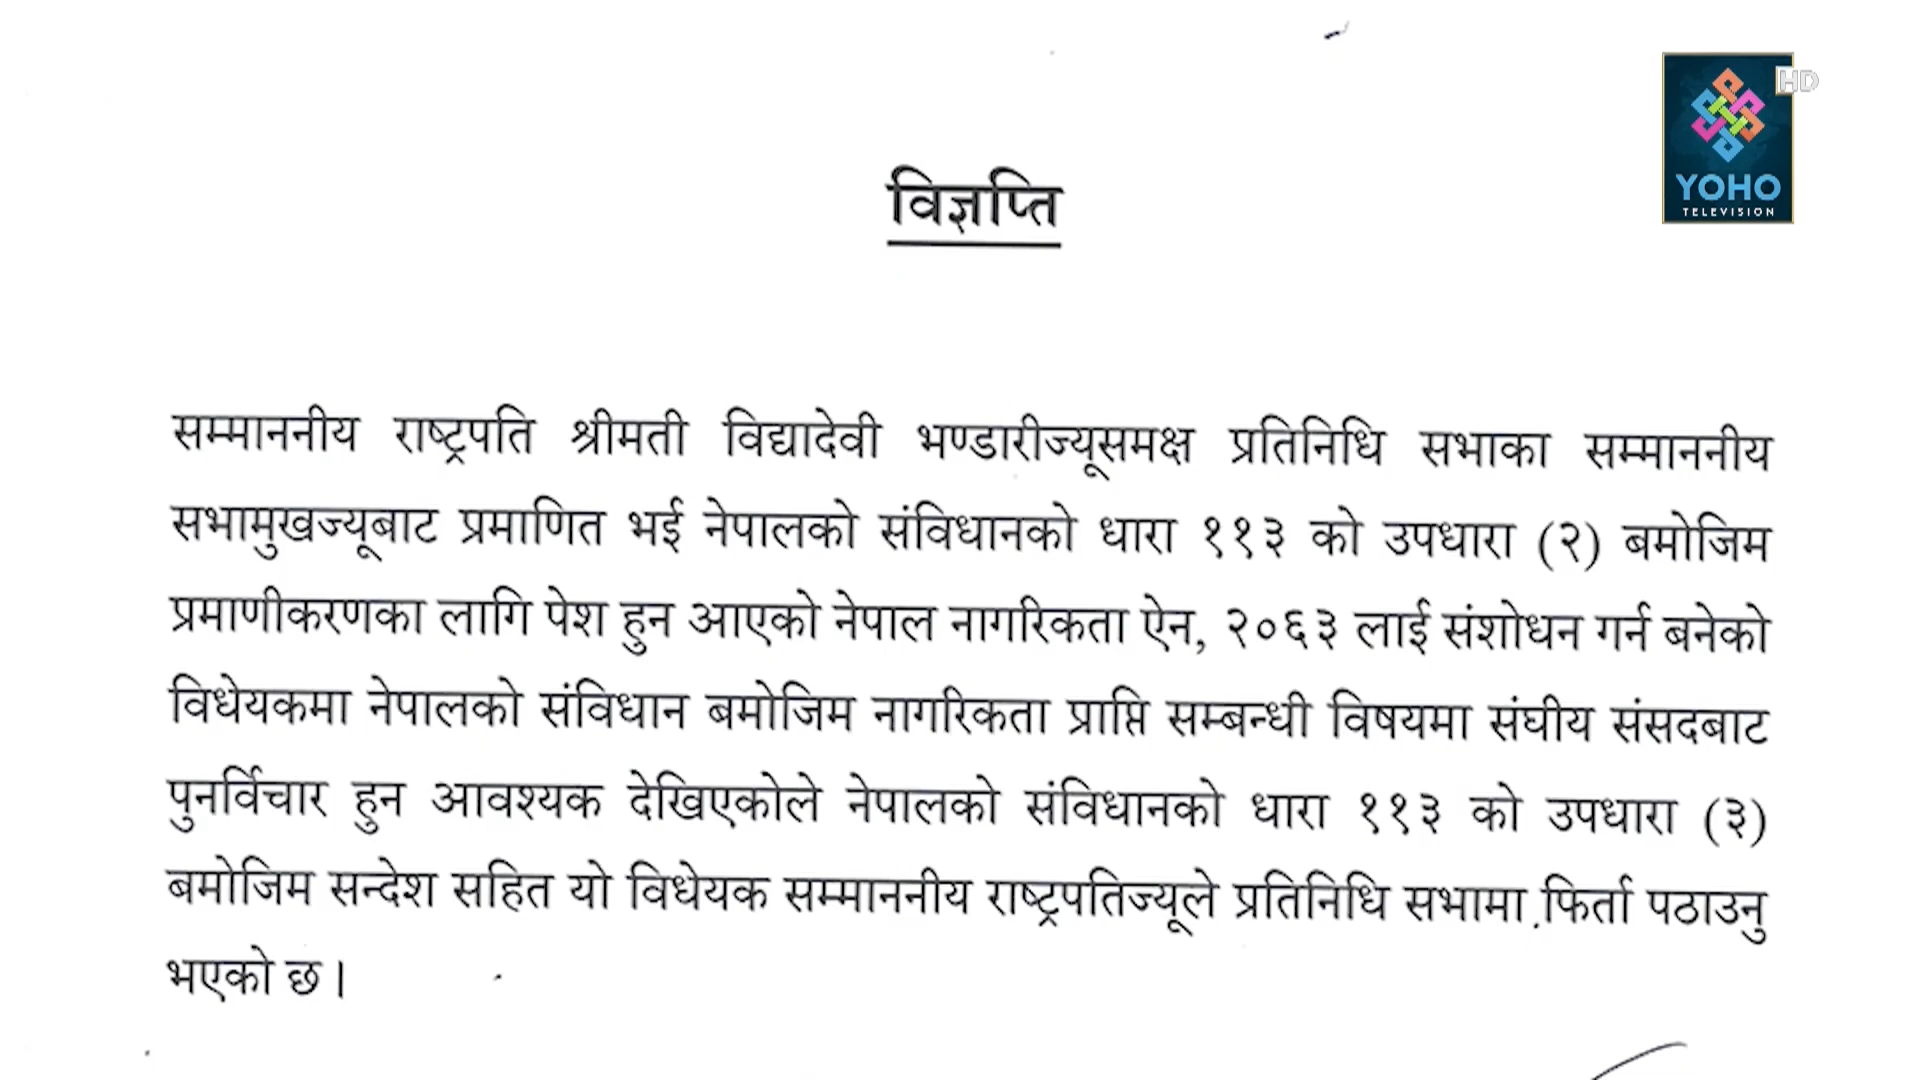 HD
YOHO
TELEVISION
विज्ञप्ति
सम्माननीय राष्ट्रपति श्रीमती विद्यादेवी भण्डारीज्यूसमक्ष प्रतिनिधि सभाका सम्माननीय
सभामुखज्यूबाट प्रमाणित भई नेपालको संविधानको धारा ११३ को उपधारा (२) बमोजिम
प्रमाणीकरणका लागि पेश हुन आएको नेपाल नागरिकता ऐन, २०६३ लाई संशोधन गर्न बनेको
विधेयकमा नेपालको संविधान बमोजिम नागरिकता प्राप्ति सम्बन्धी विषयमा संघीय संसदबाट
पुनर्विचार हुन आवश्यक देखिएकोले नेपालको संविधानको धारा ११३ को उपधारा (३)
बमोजिम सन्देश सहित यो विधेयक सम्माननीय राष्ट्रपतिज्यूले प्रतिनिधि सभामा फिर्ता पठाउनु
भएको छ।